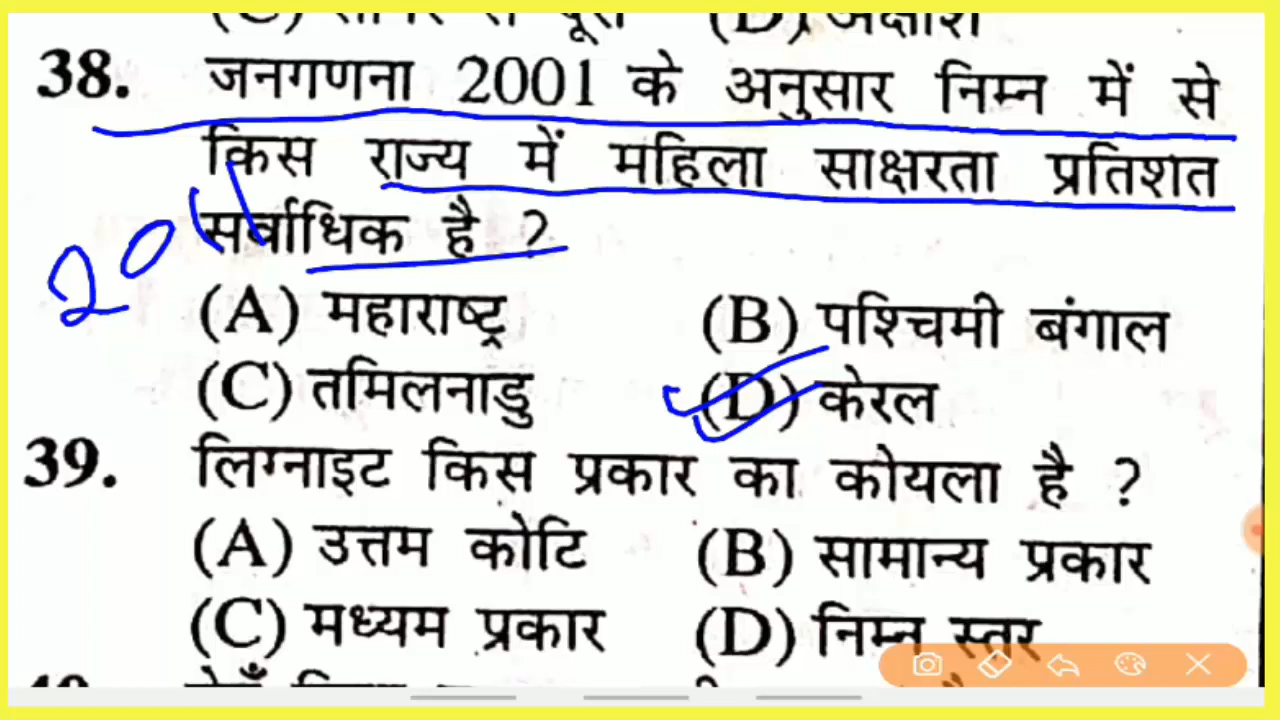 38. जनगणना 2001 के अनुसार निम्न में से
किस राज्य में महिला साक्षरता प्रतिशत
सर्वाधिक है ?
2011
(A) महाराष्ट्र (B) पश्चिमी बंगाल
(C) तमिलनाडु (D) केरल
39. लिग्नाइट किस प्रकार का कोयला है ?
(A) उत्तम कोटि (B) सामान्य प्रकार
(C) मध्यम प्रकार (D) निम्न स्तर